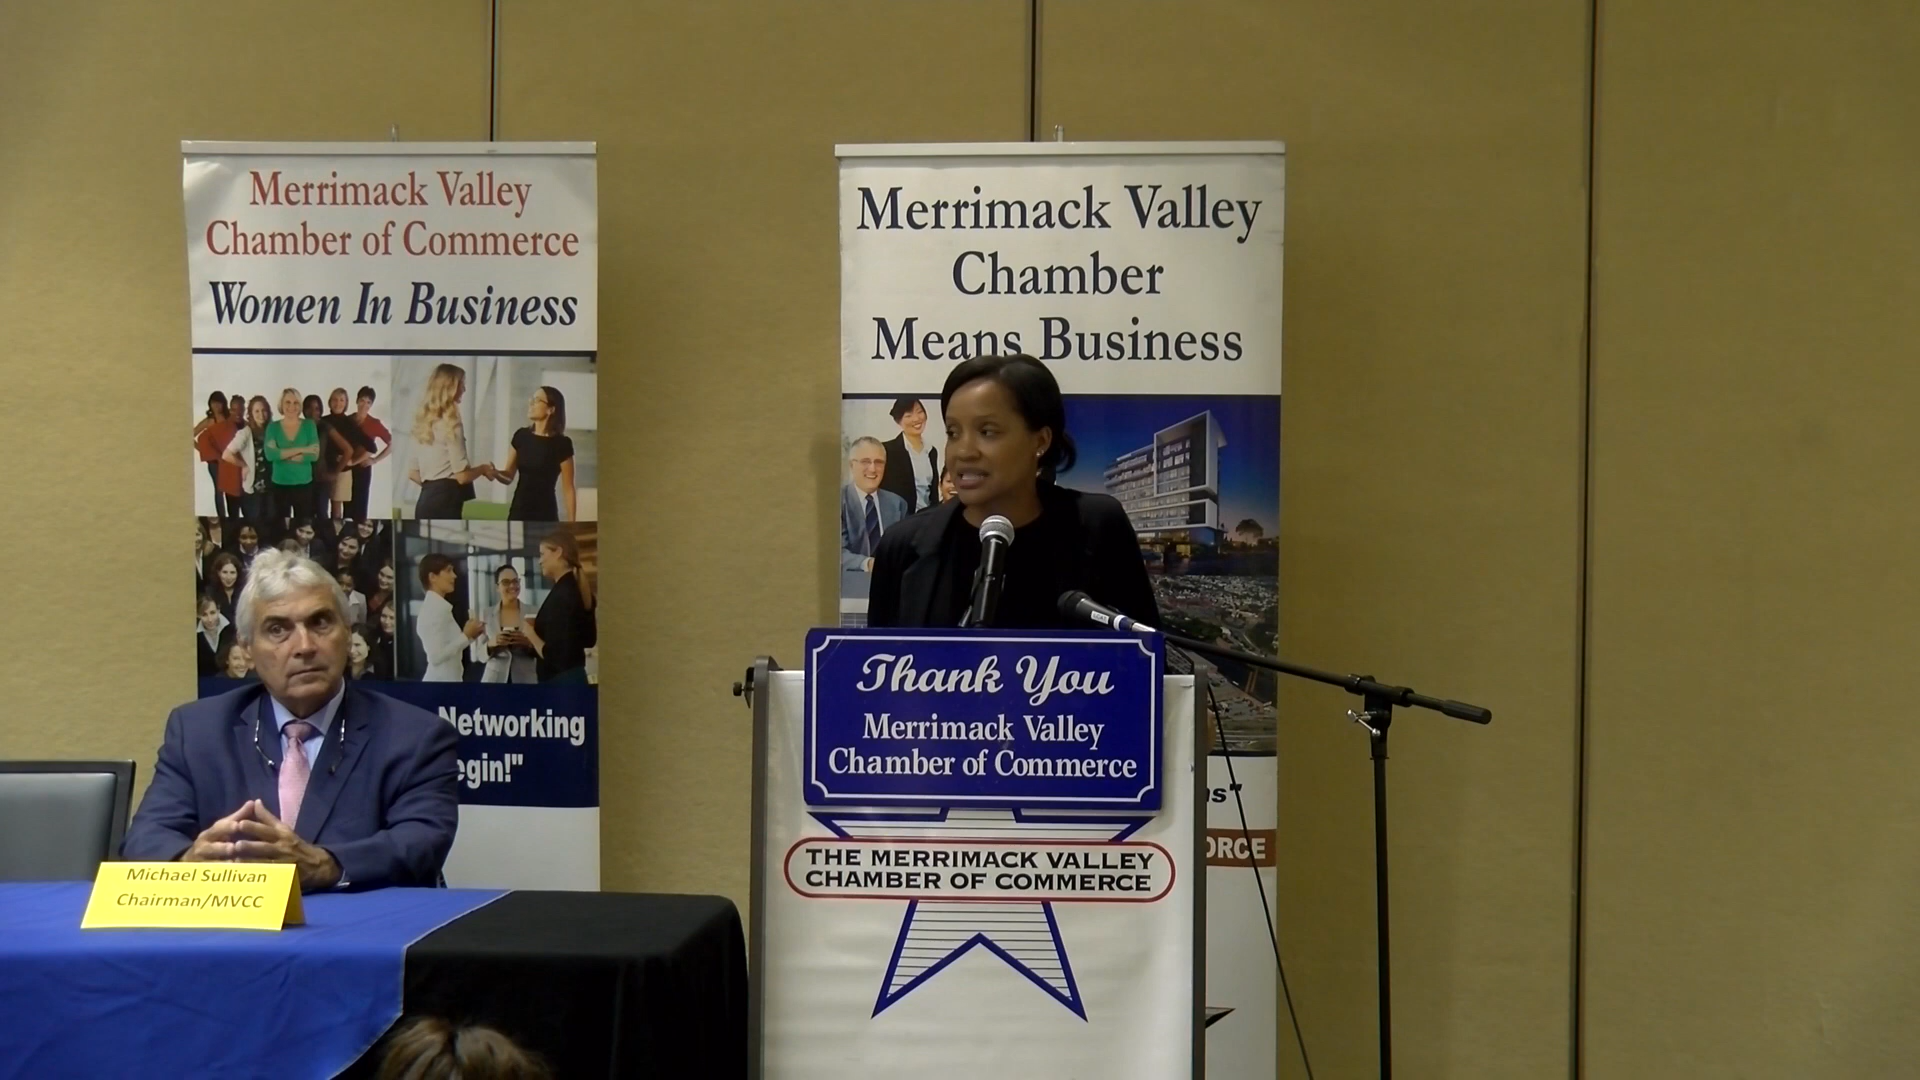 Merrimack Valley
Chamber of Commerce
Women In Business
Networking
egin!"
Merrimack Valley
Chamber
Means Business
Thank You
Merrimack Valley
Chamber of Commerce
THE MERRIMACK VALLEY
CHAMBER OF COMMERCE
ns"
ORCE
Michael Sullivan
Chairman/MVCC